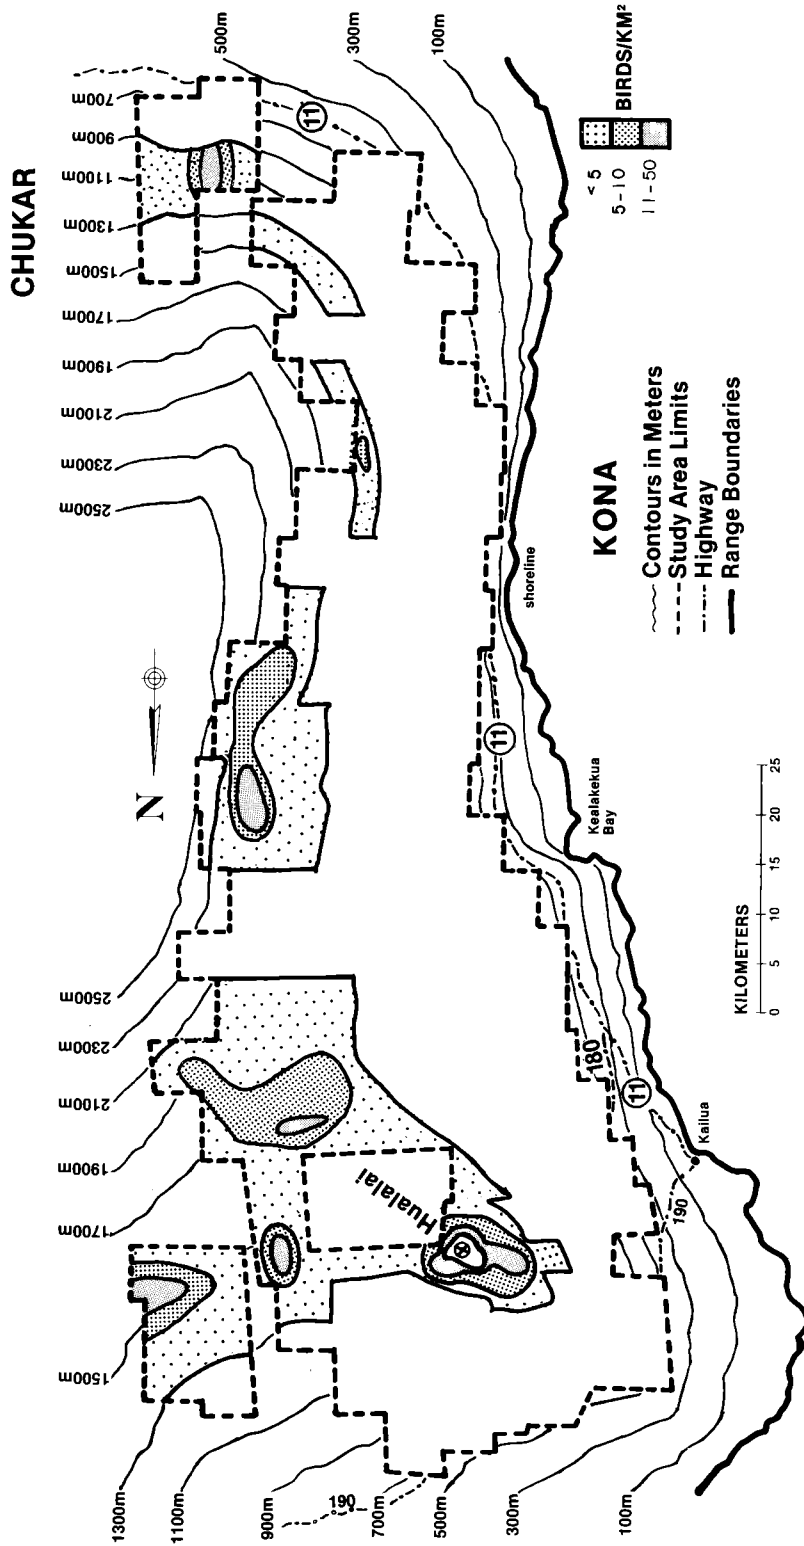 CHUKAR
1500m
1700m
1900m
2100m
2300m
2500m
2500m
2300m
2100m
1900m
1700m
1500m
1300m
1100m
900m
700m
1300m
1100m
900m
190
700m
500m
300m
100m
500m
300m
100m
N
Hualalai
11
11
180
11
190
Kailua
Kealakekua
Bay
shoreline
KILOMETERS
0 5 10 15 20 25
KONA
Contours in Meters
Study Area Limits
Highway
Range Boundaries
<5
5-10
11-50
BIRDS/KM²